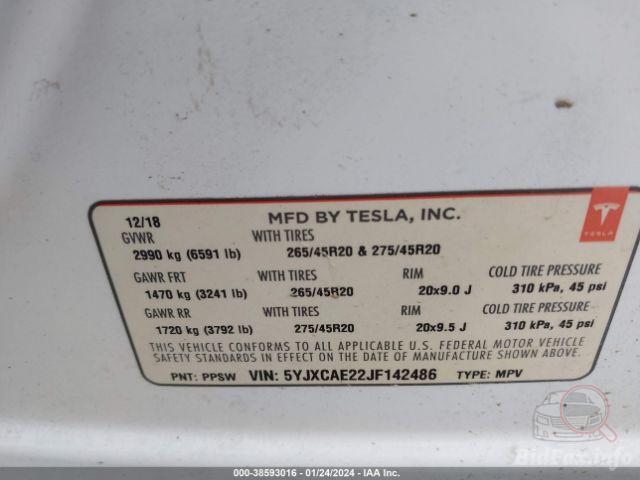 12/18 MFD BY TESLA, INC.
TESLA
GVWR WITH TIRES
2990 kg (6591 lb) 265/45R20 & 275/45R20
GAWR FRT WITH TIRES RIM COLD TIRE PRESSURE
1470 kg (3241 lb) 265/45R20 20x9.0 J 310 kPa, 45 psi
GAWR RR WITH TIRES RIM COLD TIRE PRESSURE
1720 kg (3792 lb) 275/45R20 20x9.5 J 310 kPa, 45 psi
THIS VEHICLE CONFORMS TO ALL APPLICABLE U.S. FEDERAL MOTOR VEHICLE
SAFETY STANDARDS IN EFFECT ON THE DATE OF MANUFACTURE SHOWN ABOVE.
PNT: PPSW VIN: 5YJXCAE22JF142486 TYPE: MPV
BidFax.info
000-38593016 - 01/24/2024 - IAA Inc.